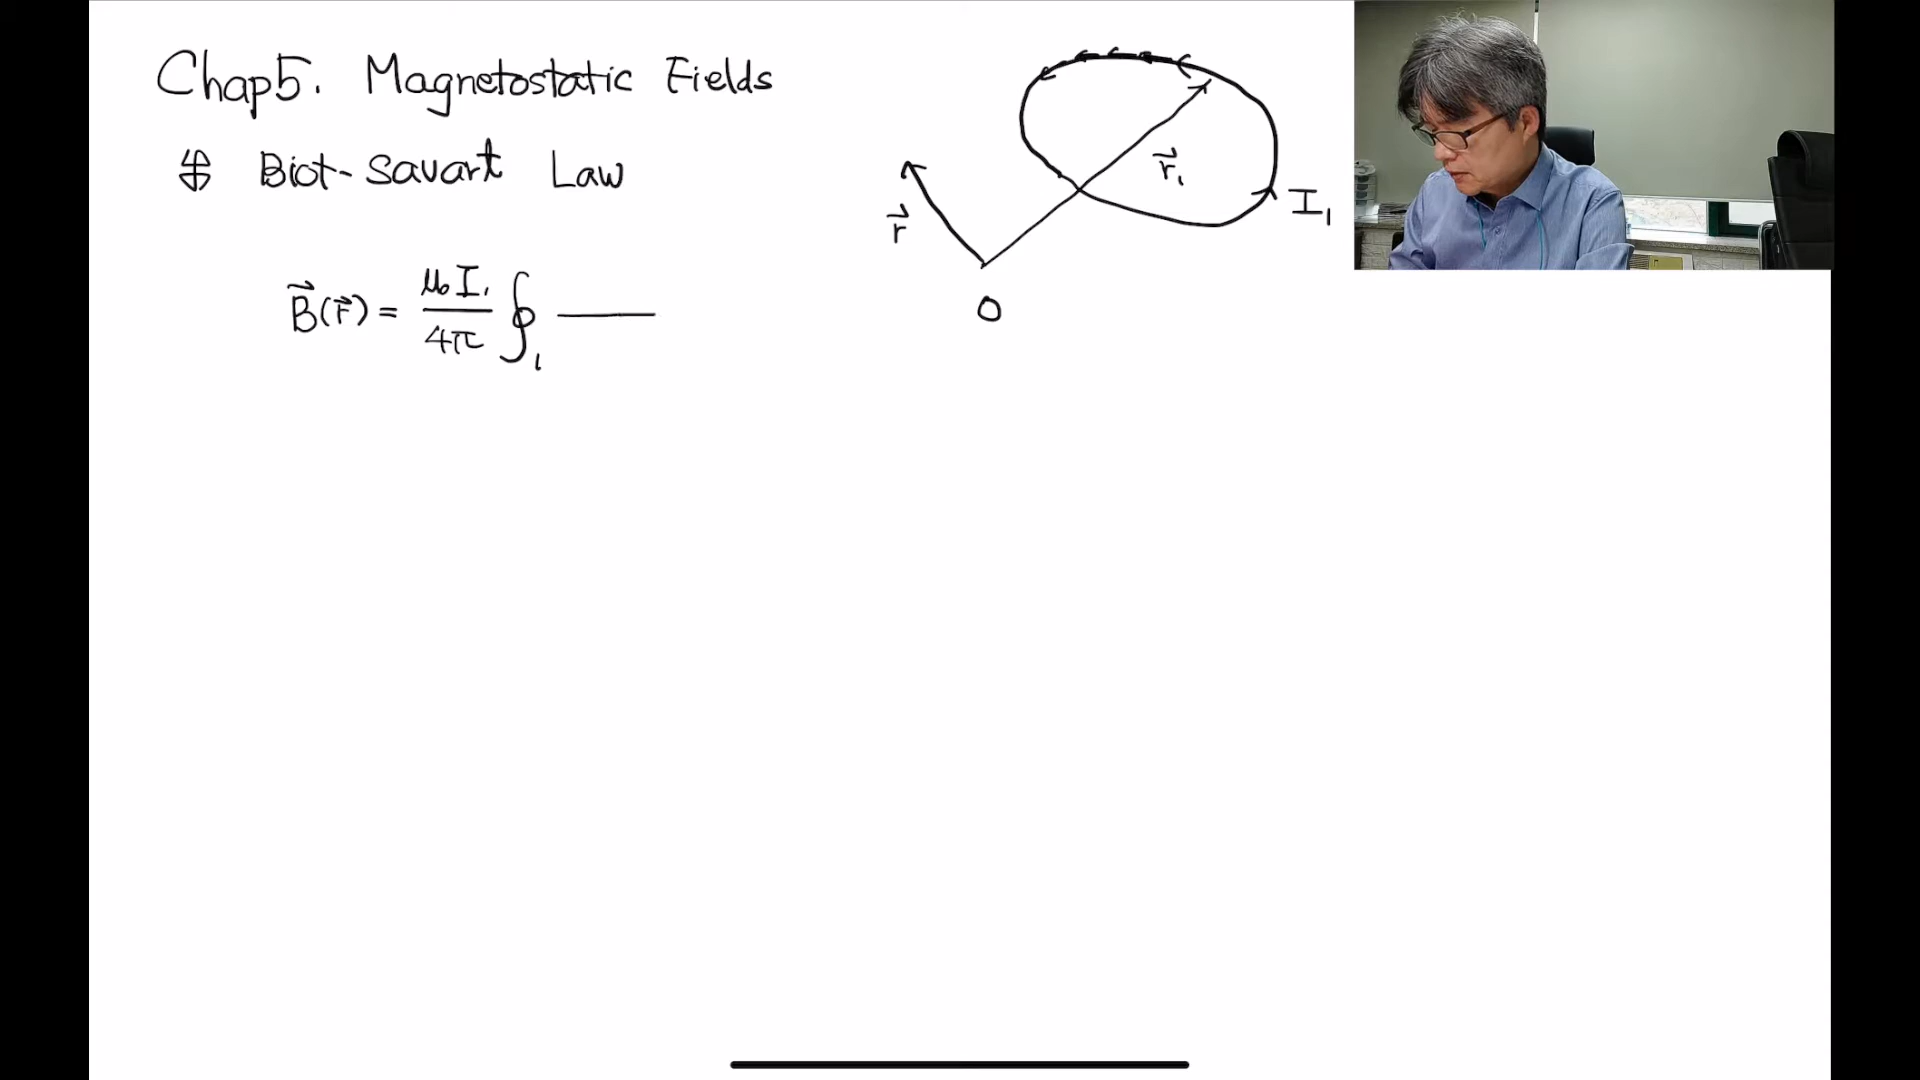 Chap5. Magnetostatic Fields
# Biot-Savart Law
B⃗(r⃗) = μ₀I₁/4π ∮₁ ———
r⃗
r⃗₁
I₁
O